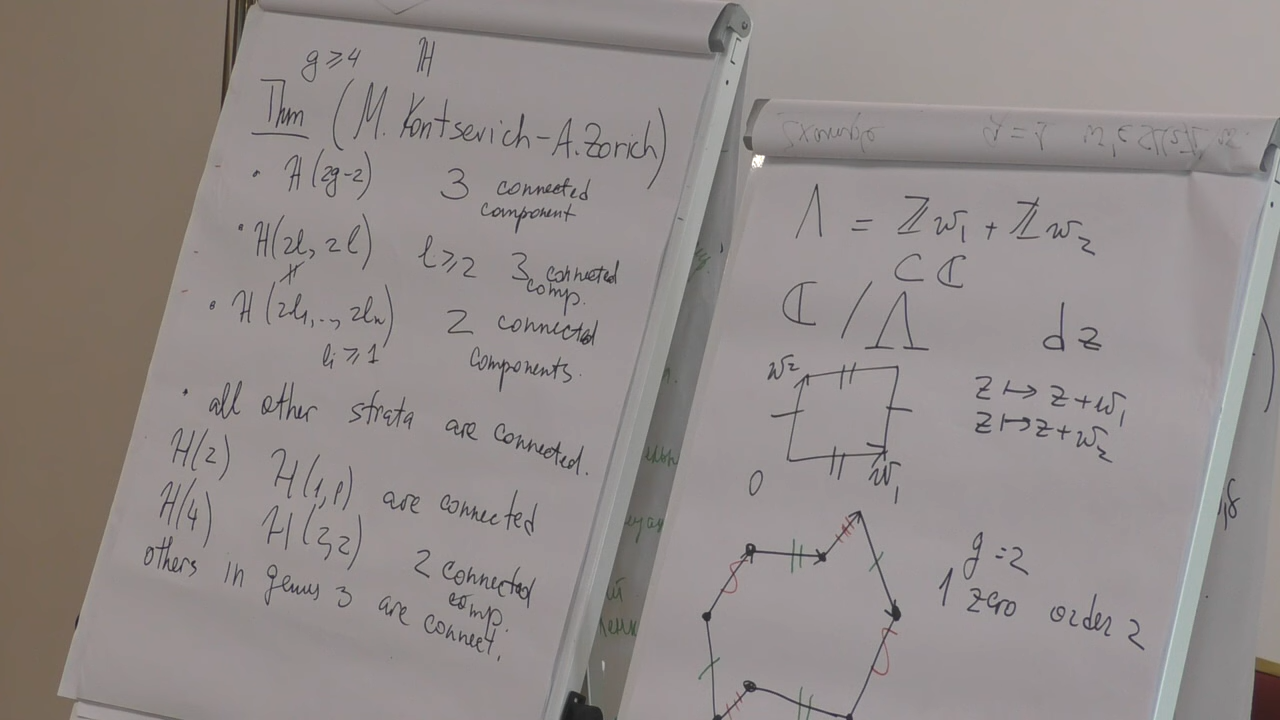 g ⩾ 4 ℍ
Thm (M. Kontsevich-A.Zorich)
• H(2g-2) 3 connected component
• H(2l, 2l) l ⩾ 2 3 connected comp.
• H(2l₁,..., 2lₙ) 2 connected
lᵢ ⩾ 1 components.
• all other strata are connected.
H(2) H(1,1) are connected
H(4) H(2,2) 2 connected comp.
others in genus 3 are connect.
Λ = ℤw₁ + ℤw₂
⊂ ℂ
ℂ / Λ dz
w₂
z ↦ z + w₁
z ↦ z + w₂
0 w₁
g = 2
1 zero order 2